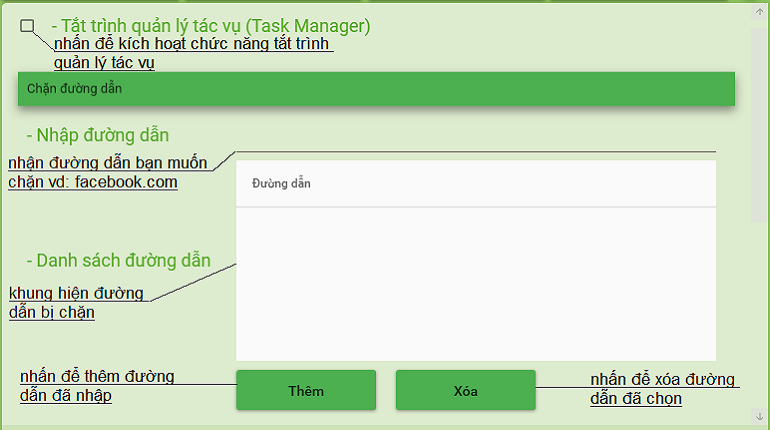 - Tắt trình quản lý tác vụ (Task Manager)
nhấn để kích hoạt chức năng tắt trình
quản lý tác vụ
Chặn đường dẫn
- Nhập đường dẫn
nhận đường dẫn bạn muốn
chặn vd: facebook.com
Đường dẫn
- Danh sách đường dẫn
khung hiện đường
dẫn bị chặn
nhấn để thêm đường
dẫn đã nhập
Thêm
Xóa
nhấn để xóa đường
dẫn đã chọn